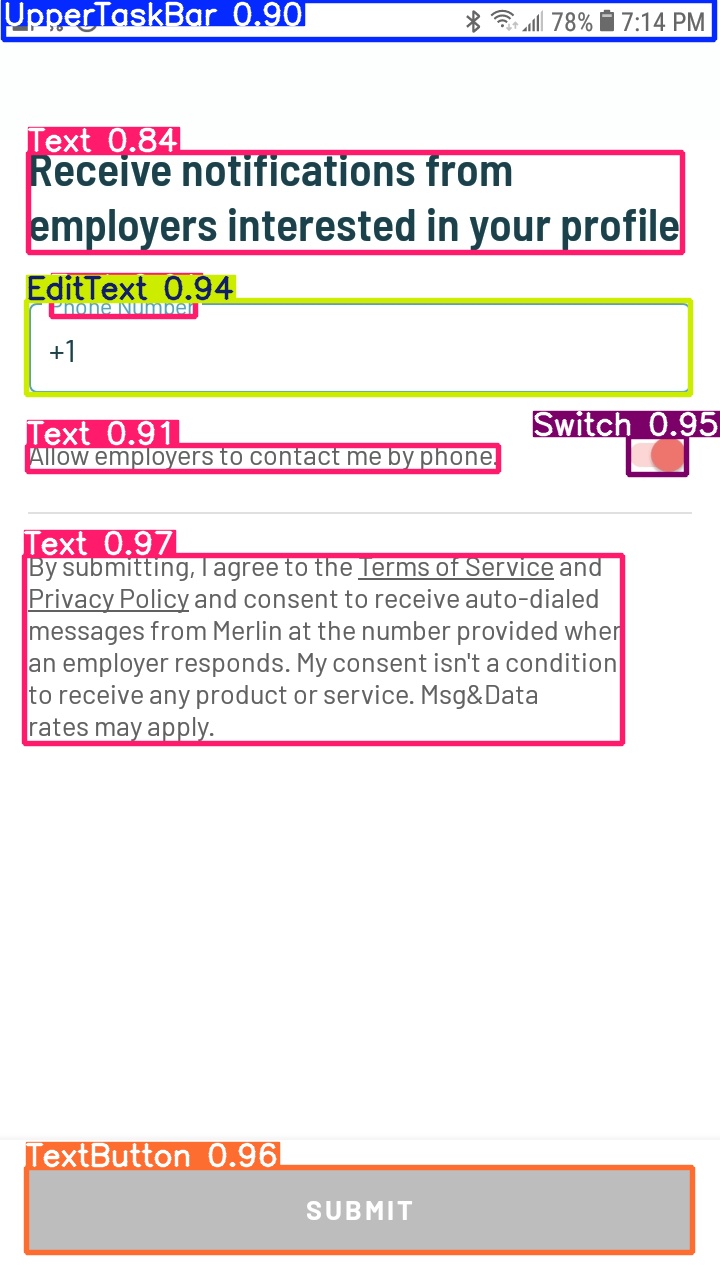 UpperTaskBar 0.90
78% 7:14 PM
Text 0.84
Receive notifications from
employers interested in your profile
EditText 0.94
Phone Number
+1
Text 0.91
Switch 0.95
Allow employers to contact me by phone.
Text 0.97
By submitting, I agree to the Terms of Service and
Privacy Policy and consent to receive auto-dialed
messages from Merlin at the number provided when
an employer responds. My consent isn't a condition
to receive any product or service. Msg&Data
rates may apply.
TextButton 0.96
SUBMIT